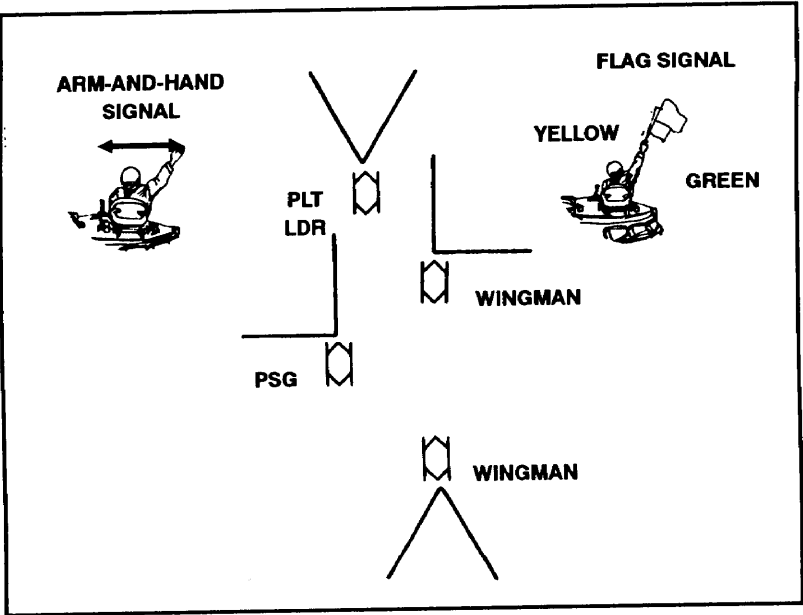 ARM-AND-HAND
SIGNAL
FLAG SIGNAL
YELLOW
GREEN
PLT
LDR
WINGMAN
PSG
WINGMAN